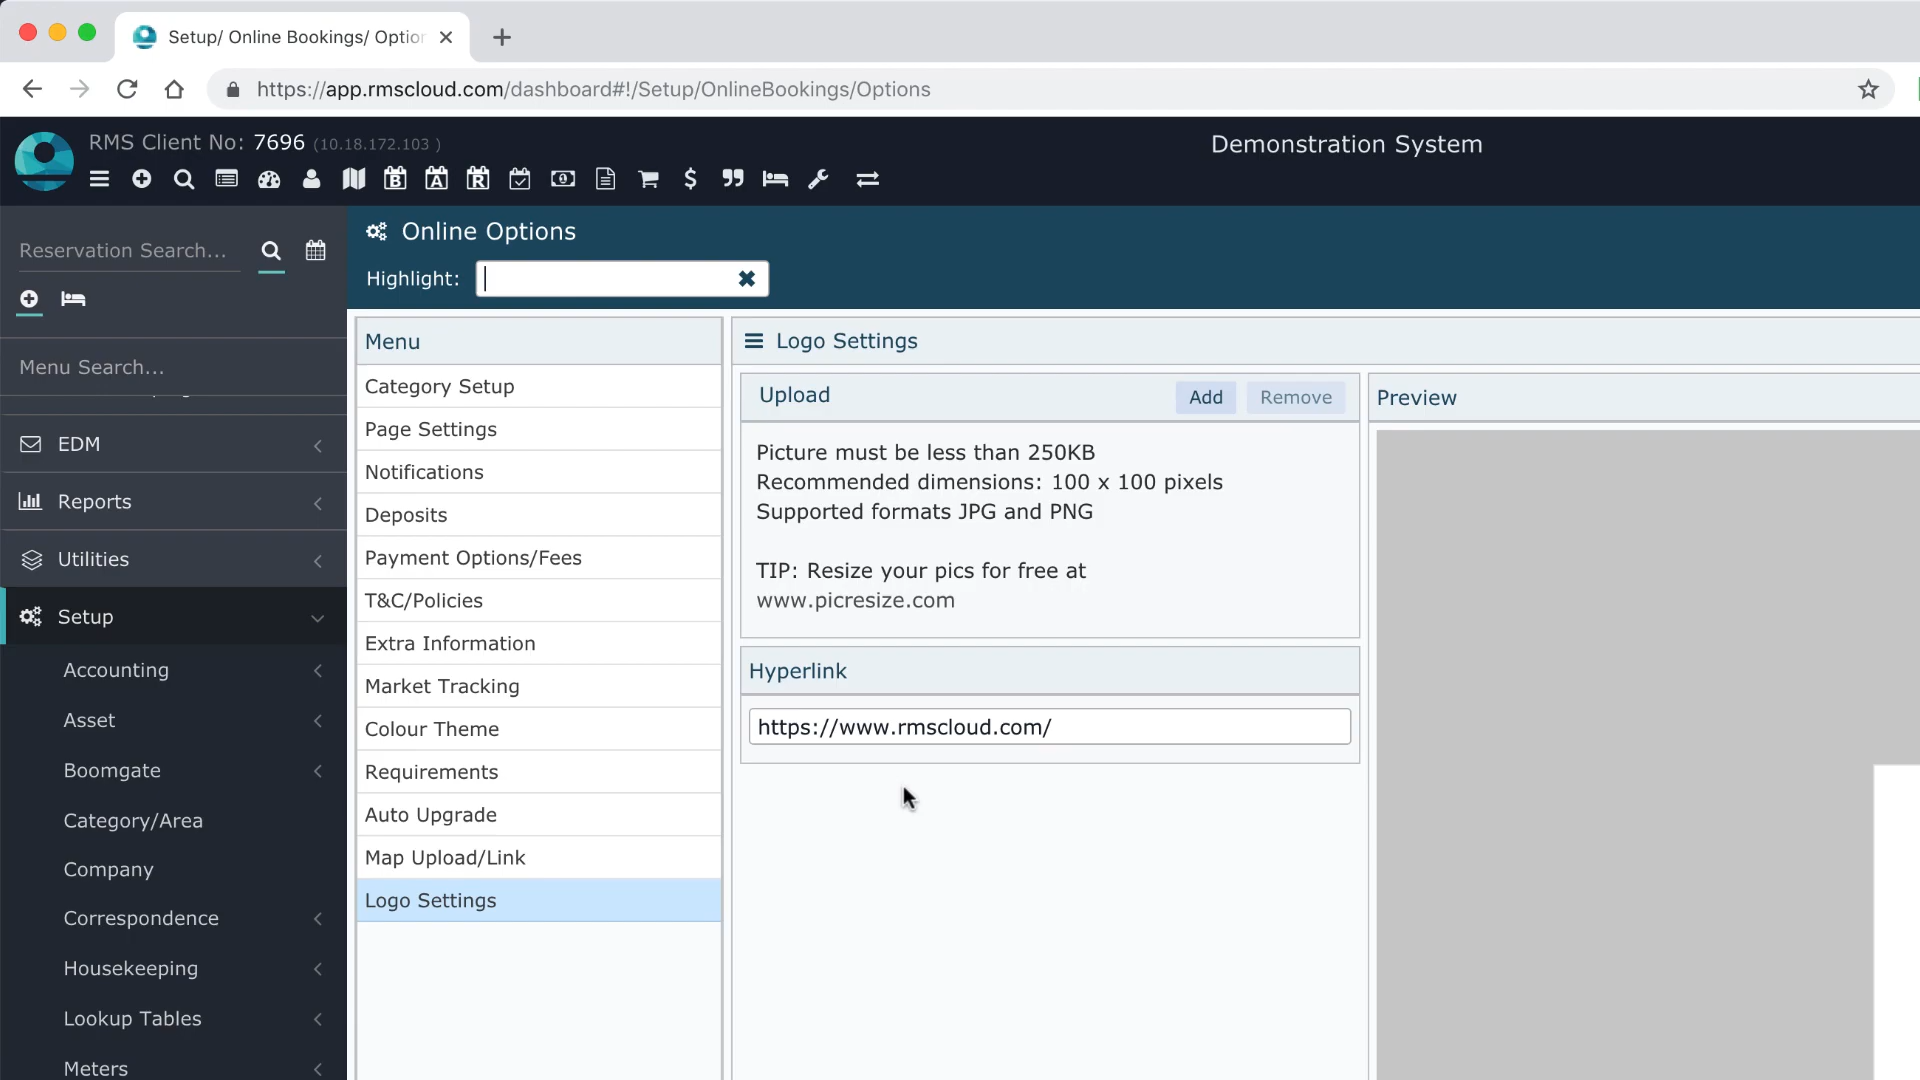 Setup/ Online Bookings/ Option
https://app.rmscloud.com/dashboard#!/Setup/OnlineBookings/Options
RMS Client No: 7696 (10.18.172.103 )
Demonstration System
B
A
R
Reservation Search...
Menu Search...
EDM
Reports
Utilities
Setup
Accounting
Asset
Boomgate
Category/Area
Company
Correspondence
Housekeeping
Lookup Tables
Meters
Online Options
Highlight:
Menu
Category Setup
Page Settings
Notifications
Deposits
Payment Options/Fees
T&C/Policies
Extra Information
Market Tracking
Colour Theme
Requirements
Auto Upgrade
Map Upload/Link
Logo Settings
Logo Settings
Upload
Add
Remove
Picture must be less than 250KB
Recommended dimensions: 100 x 100 pixels
Supported formats JPG and PNG
TIP: Resize your pics for free at
www.picresize.com
Hyperlink
https://www.rmscloud.com/
Preview